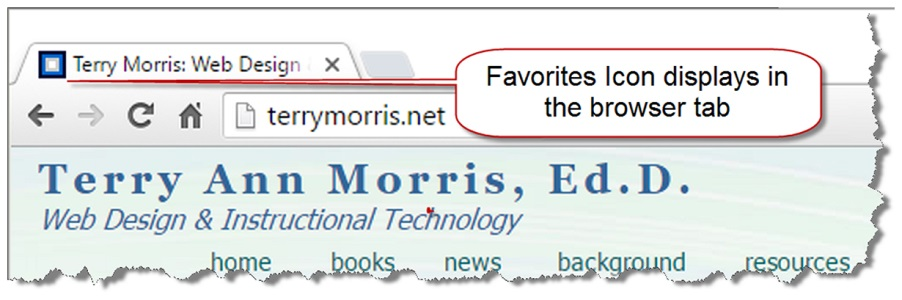 Terry Morris: Web Design
Favorites Icon displays in
the browser tab
terrymorris.net
Terry Ann Morris, Ed.D.
Web Design & Instructional Technology
home books news background resources